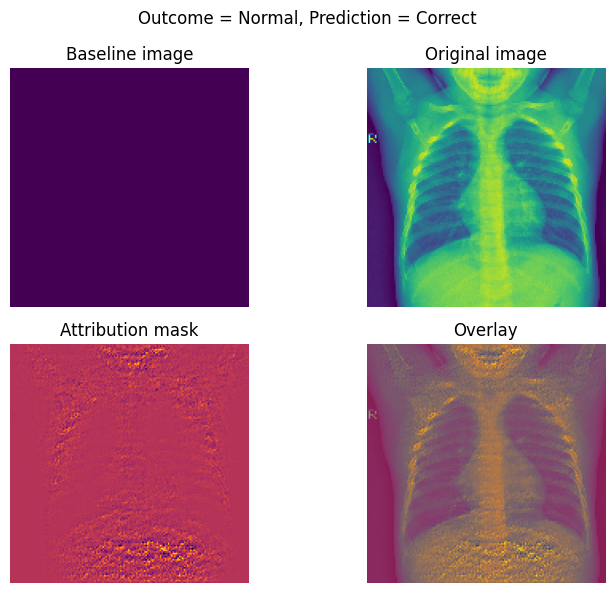 Outcome = Normal, Prediction = Correct
Baseline image
Original image
R
Attribution mask
Overlay
R